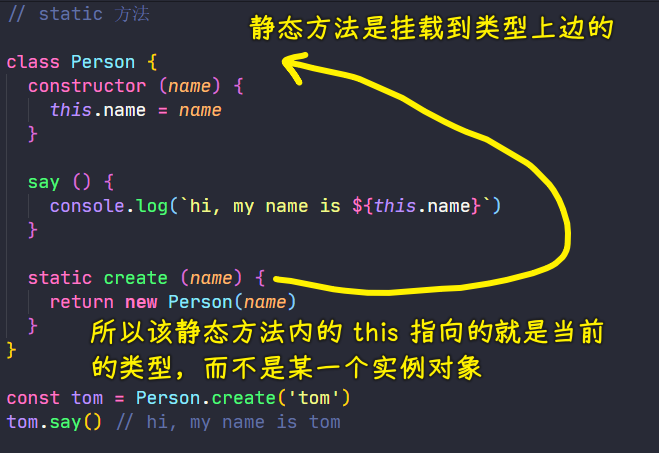 // static 方法
静态方法是挂载到类型上边的
class Person {
constructor (name) {
this.name = name
}
say () {
console.log(`hi, my name is ${this.name}`)
}
static create (name) {
return new Person(name)
}
所以该静态方法内的 this 指向的就是当前
的类型，而不是某一个实例对象
}
const tom = Person.create('tom')
tom.say() // hi, my name is tom